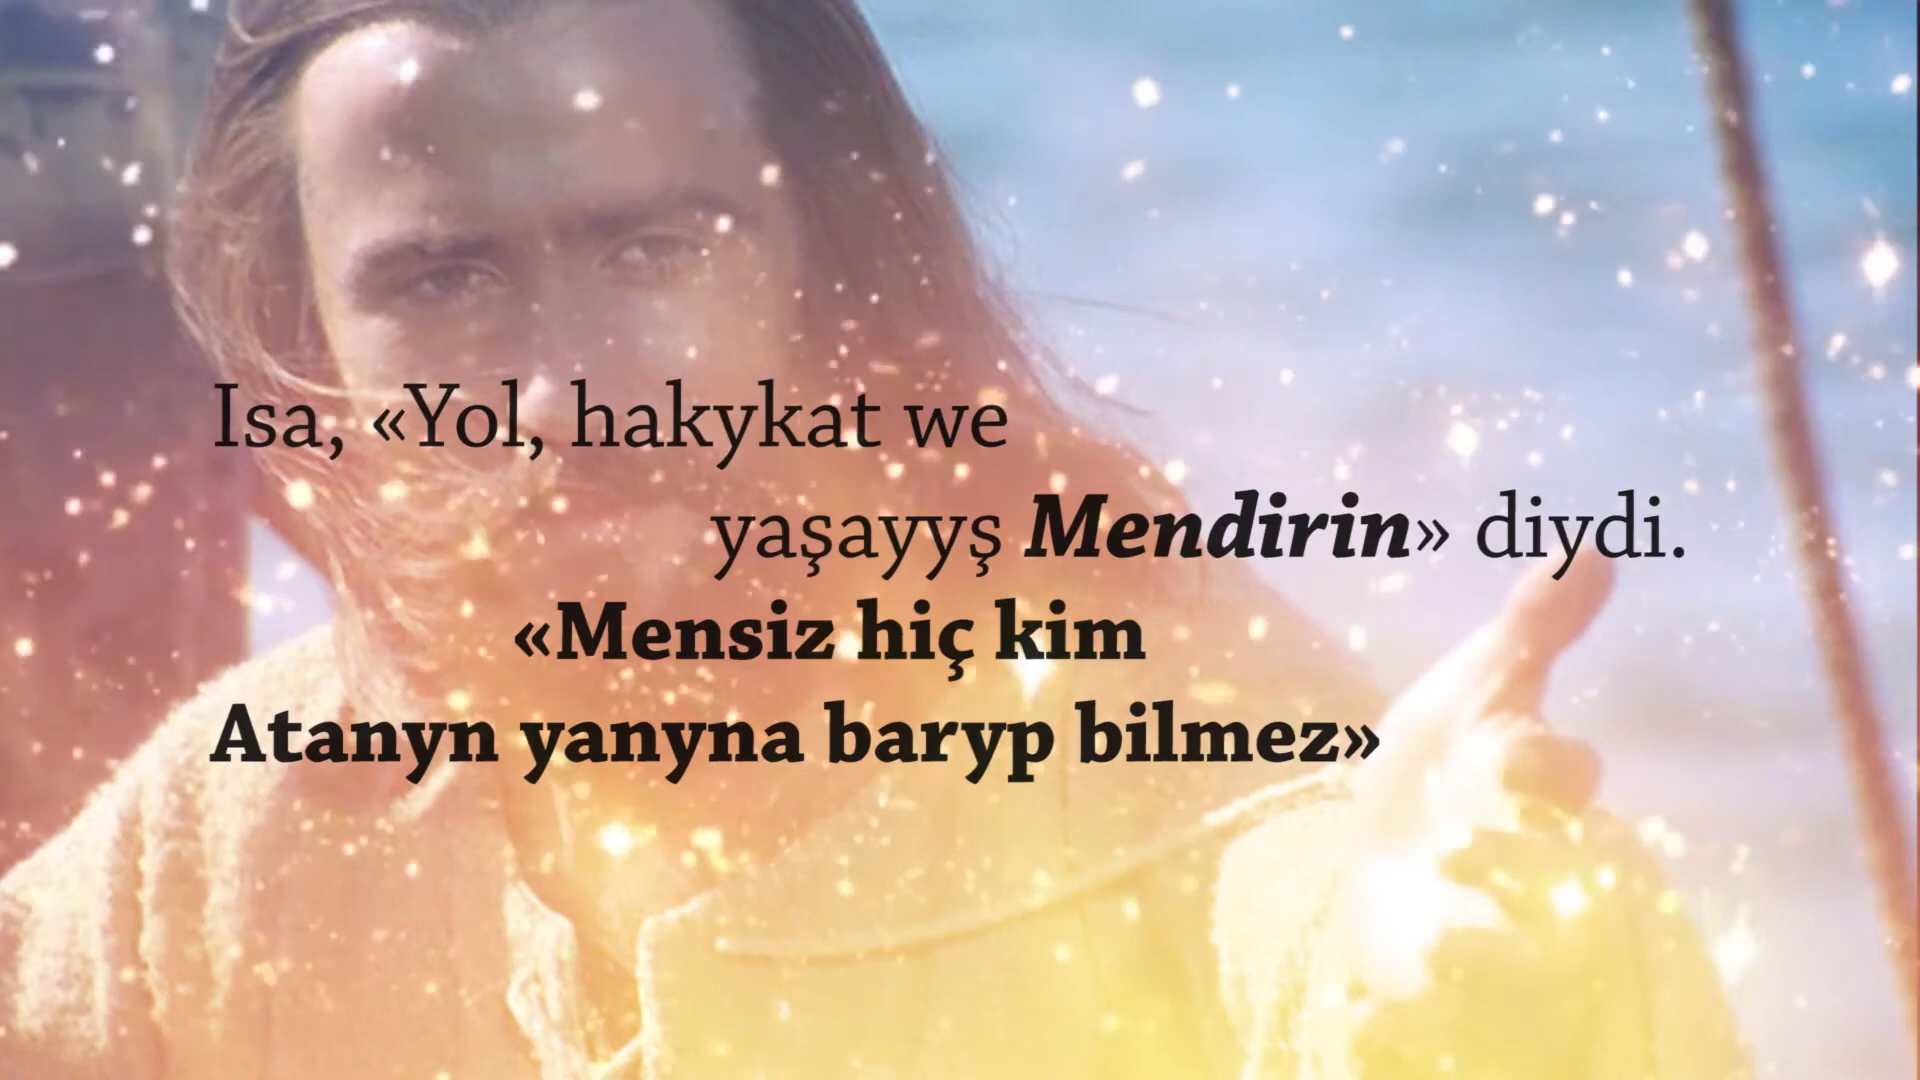 Isa, «Yol, hakykat we
yaşayyş Mendirin» diydi.
«Mensiz hiç kim
Atanyn yanyna baryp bilmez»